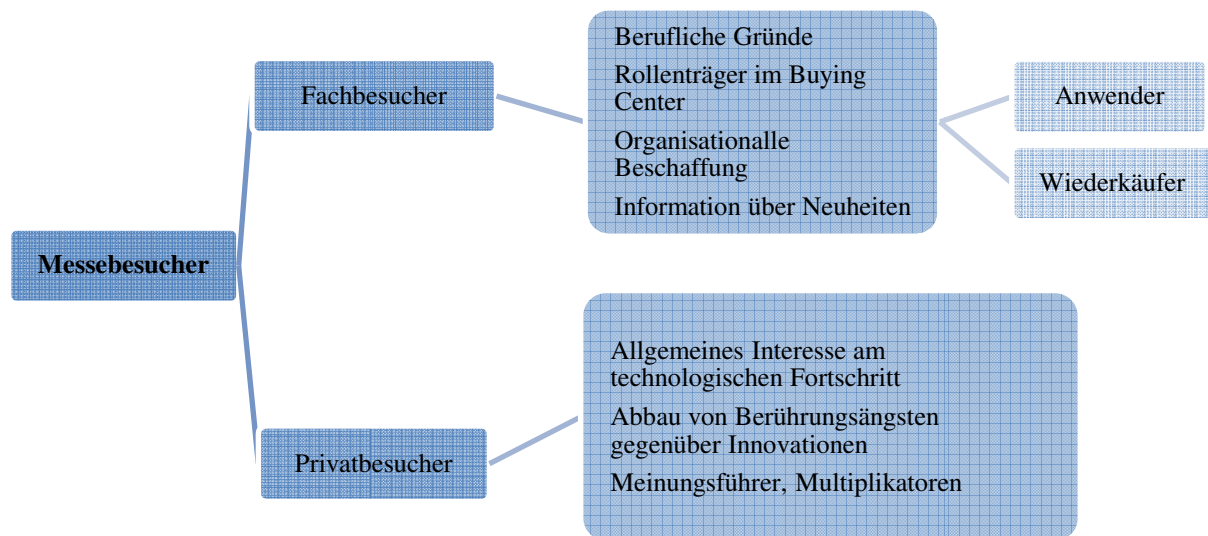 Messebesucher
Fachbesucher
Berufliche Gründe
Rollenträger im Buying
Center
Organisationalle
Beschaffung
Information über Neuheiten
Anwender
Wiederkäufer
Privatbesucher
Allgemeines Interesse am
technologischen Fortschritt
Abbau von Berührungsängsten
gegenüber Innovationen
Meinungsführer, Multiplikatoren